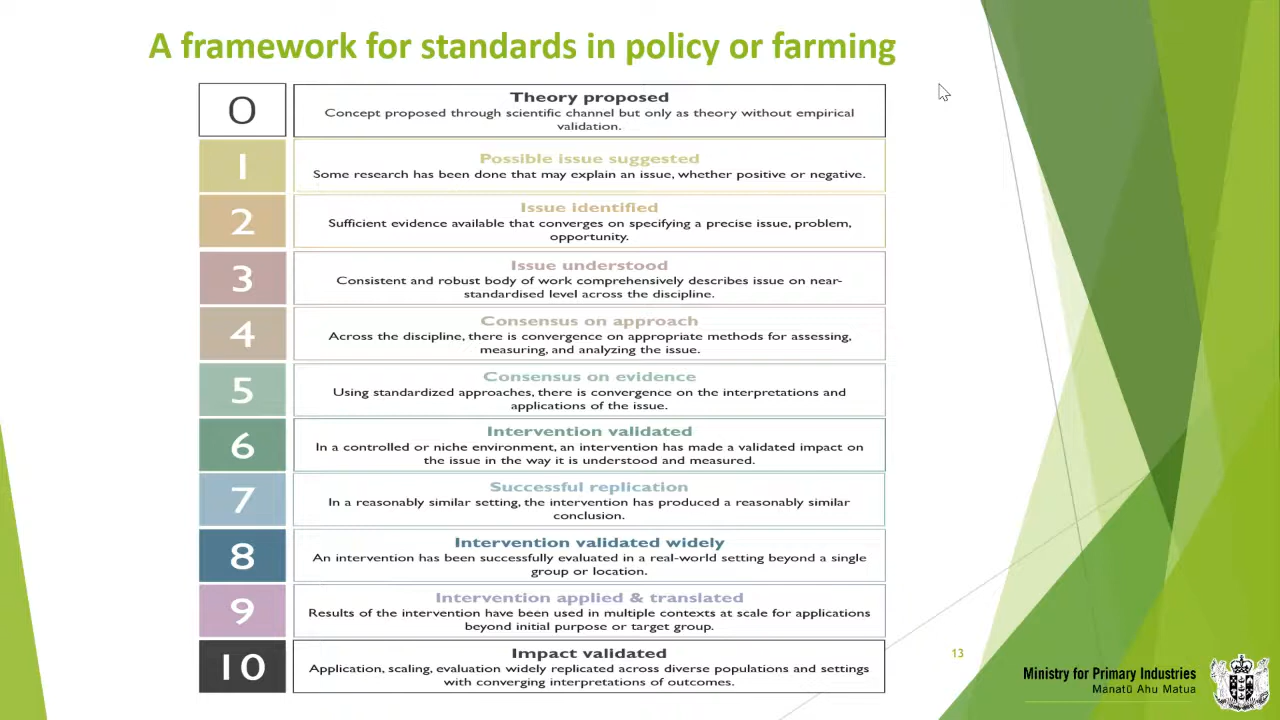 A framework for standards in policy or farming
0
Theory proposed
Concept proposed through scientific channel but only as theory without empirical
validation.
1
Possible issue suggested
Some research has been done that may explain an issue, whether positive or negative.
2
Issue identified
Sufficient evidence available that converges on specifying a precise issue, problem,
opportunity.
3
Issue understood
Consistent and robust body of work comprehensively describes issue on near-
standardised level across the discipline.
4
Consensus on approach
Across the discipline, there is convergence on appropriate methods for assessing,
measuring, and analyzing the issue.
5
Consensus on evidence
Using standardized approaches, there is convergence on the interpretations and
applications of the issue.
6
Intervention validated
In a controlled or niche environment, an intervention has made a validated impact on
the issue in the way it is understood and measured.
7
Successful replication
In a reasonably similar setting, the intervention has produced a reasonably similar
conclusion.
8
Intervention validated widely
An intervention has been successfully evaluated in a real-world setting beyond a single
group or location.
9
Intervention applied & translated
Results of the intervention have been used in multiple contexts at scale for applications
beyond initial purpose or target group.
10
Impact validated
Application, scaling, evaluation widely replicated across diverse populations and settings
with converging interpretations of outcomes.
13
Ministry for Primary Industries
Manatū Ahu Matua